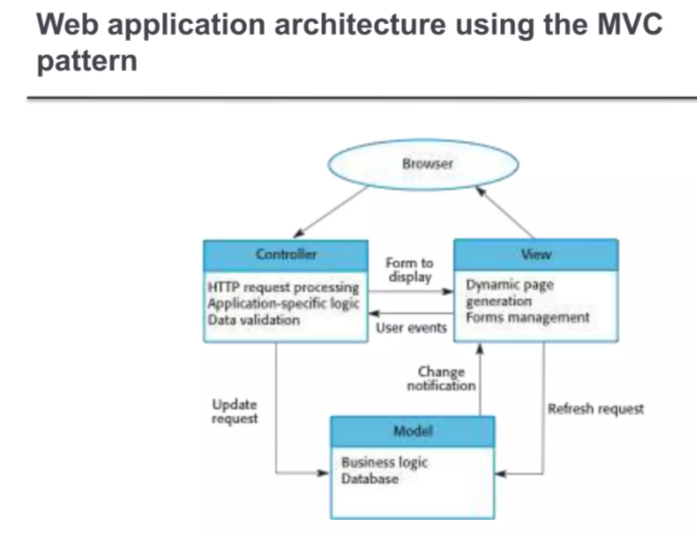 Web application architecture using the MVC
pattern
Browser
Controller
HTTP request processing
Application-specific logic
Data validation
Form to
display
User events
View
Dynamic page
generation
Forms management
Update
request
Change
notification
Refresh request
Model
Business logic
Database